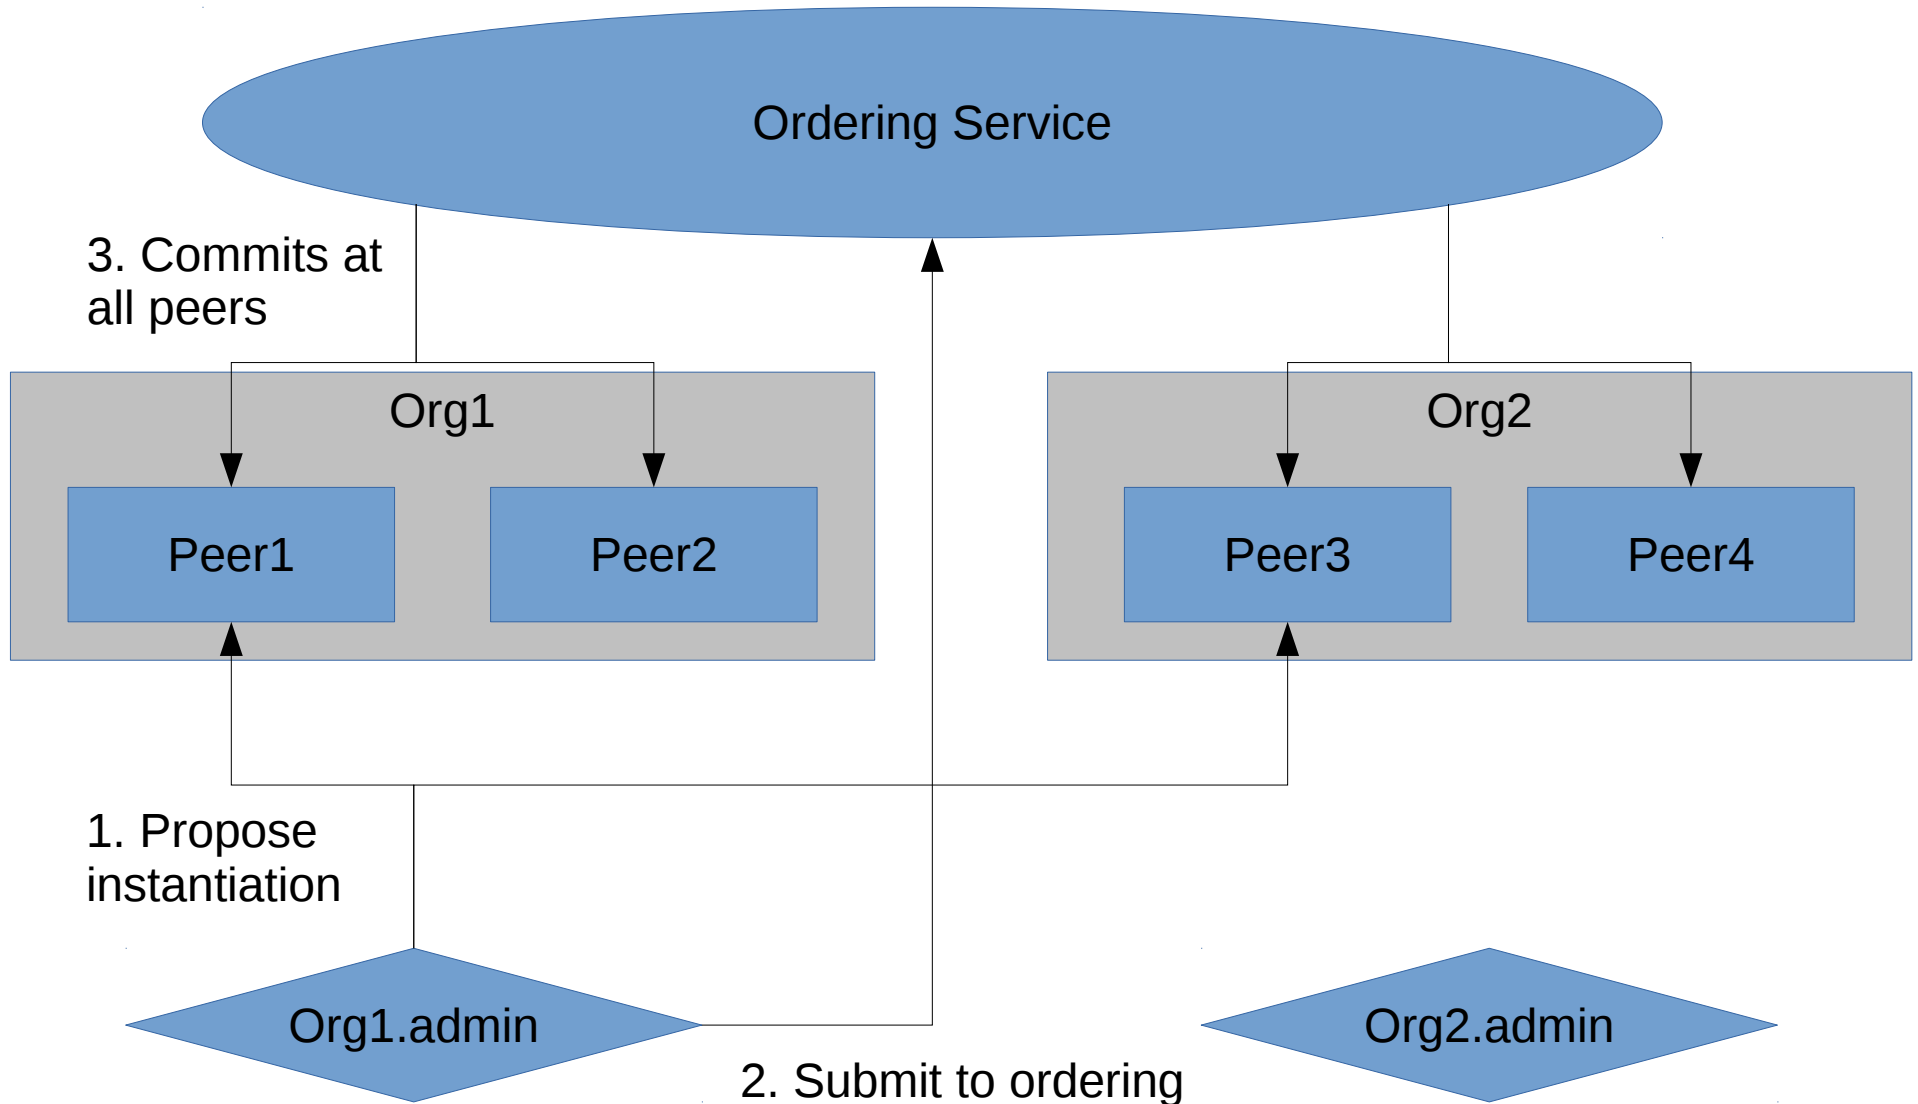 Ordering Service
3. Commits at
all peers
Org1
Org2
Peer1
Peer2
Peer3
Peer4
1. Propose
instantiation
Org1.admin
Org2.admin
2. Submit to ordering